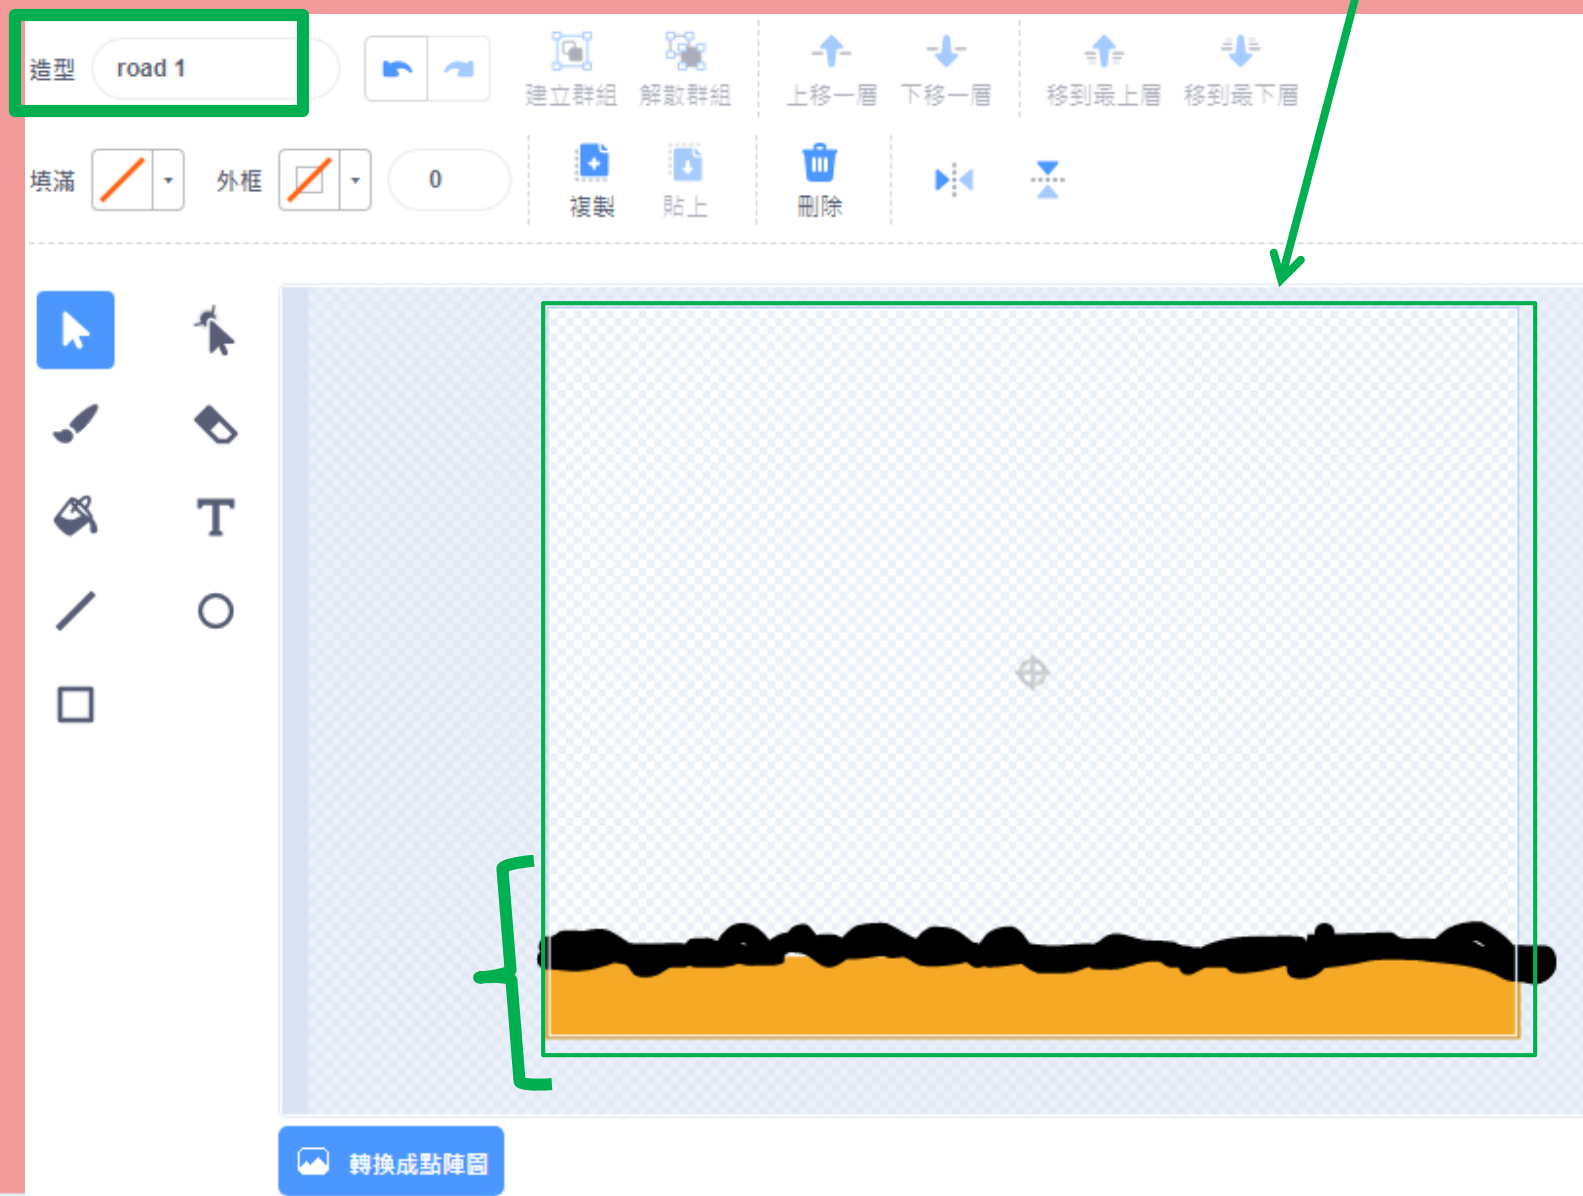 造型 road 1
建立群組 解散群組 上移一層 下移一層 移到最上層 移到最下層
填滿 外框 0
複製 貼上 刪除
T
轉換成點陣圖